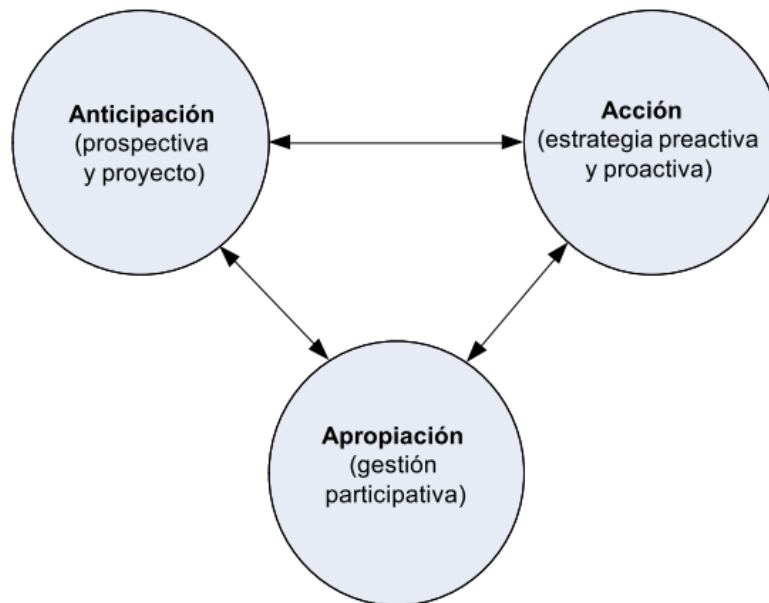 Anticipación
(prospectiva
y proyecto)
Acción
(estrategia preactiva
y proactiva)
Apropiación
(gestión
participativa)